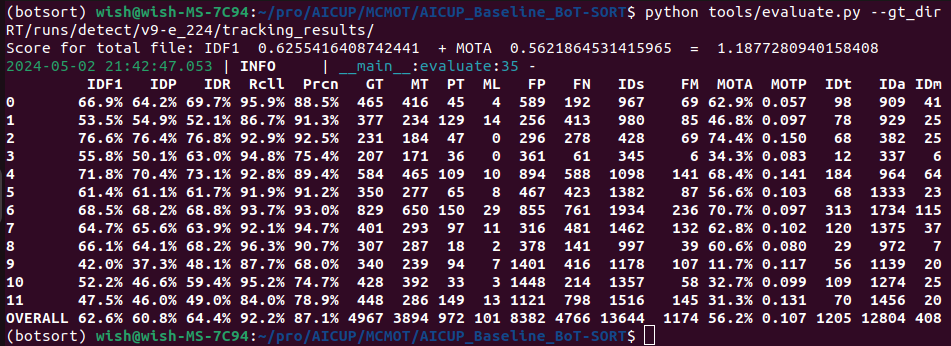 (botsort) wish@wish-MS-7C94:~/pro/AICUP/MCMOT/AICUP_Baseline_BoT-SORT$ python tools/evaluate.py --gt_dir
RT/runs/detect/v9-e_224/tracking_results/
Score for total file: IDF1  0.6255416408742441  + MOTA  0.5621864531415965  =  1.1877280940158408
2024-05-02 21:42:47.053 | INFO     | __main__:evaluate:35 -
IDF1 IDP IDR Rcll Prcn GT MT PT ML FP FN IDs FM MOTA MOTP IDt IDa IDm
0 66.9% 64.2% 69.7% 95.9% 88.5% 465 416 45 4 589 192 967 69 62.9% 0.057 98 909 41
1 53.5% 54.9% 52.1% 86.7% 91.3% 377 234 129 14 256 413 980 85 46.8% 0.097 78 929 25
2 76.6% 76.4% 76.8% 92.9% 92.5% 231 184 47 0 296 278 428 69 74.4% 0.150 68 382 25
3 55.8% 50.1% 63.0% 94.8% 75.4% 207 171 36 0 361 61 345 6 34.3% 0.083 12 337 6
4 71.8% 70.4% 73.1% 92.8% 89.4% 584 465 109 10 894 588 1098 141 68.4% 0.141 184 964 64
5 61.4% 61.1% 61.7% 91.9% 91.2% 350 277 65 8 467 423 1382 87 56.6% 0.103 68 1333 23
6 68.5% 68.2% 68.8% 93.7% 93.0% 829 650 150 29 855 761 1934 236 70.7% 0.097 313 1734 115
7 64.7% 65.6% 63.9% 92.1% 94.7% 401 293 97 11 316 481 1462 132 62.8% 0.102 120 1375 37
8 66.1% 64.1% 68.2% 96.3% 90.7% 307 287 18 2 378 141 997 39 60.6% 0.080 29 972 7
9 42.0% 37.3% 48.1% 87.7% 68.0% 340 239 94 7 1401 416 1178 107 11.7% 0.117 56 1139 20
10 52.2% 46.6% 59.4% 95.2% 74.7% 428 392 33 3 1448 214 1357 58 32.7% 0.099 109 1274 25
11 47.5% 46.0% 49.0% 84.0% 78.9% 448 286 149 13 1121 798 1516 145 31.3% 0.131 70 1456 20
OVERALL 62.6% 60.8% 64.4% 92.2% 87.1% 4967 3894 972 101 8382 4766 13644 1174 56.2% 0.107 1205 12804 408
(botsort) wish@wish-MS-7C94:~/pro/AICUP/MCMOT/AICUP_Baseline_BoT-SORT$